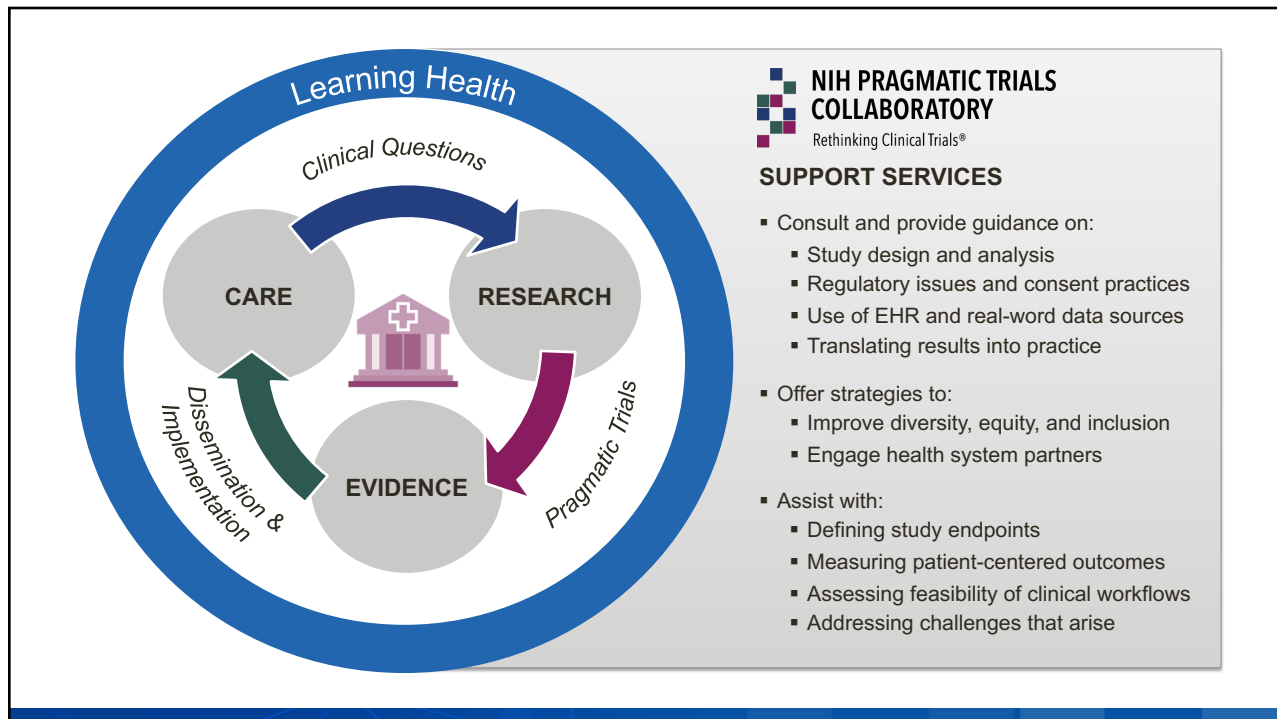 Learning Health
Clinical Questions
CARE
RESEARCH
EVIDENCE
Pragmatic Trials
Dissemination &
Implementation
NIH PRAGMATIC TRIALS
COLLABORATORY
Rethinking Clinical Trials®
SUPPORT SERVICES
▪ Consult and provide guidance on:
▪ Study design and analysis
▪ Regulatory issues and consent practices
▪ Use of EHR and real-word data sources
▪ Translating results into practice
▪ Offer strategies to:
▪ Improve diversity, equity, and inclusion
▪ Engage health system partners
▪ Assist with:
▪ Defining study endpoints
▪ Measuring patient-centered outcomes
▪ Assessing feasibility of clinical workflows
▪ Addressing challenges that arise